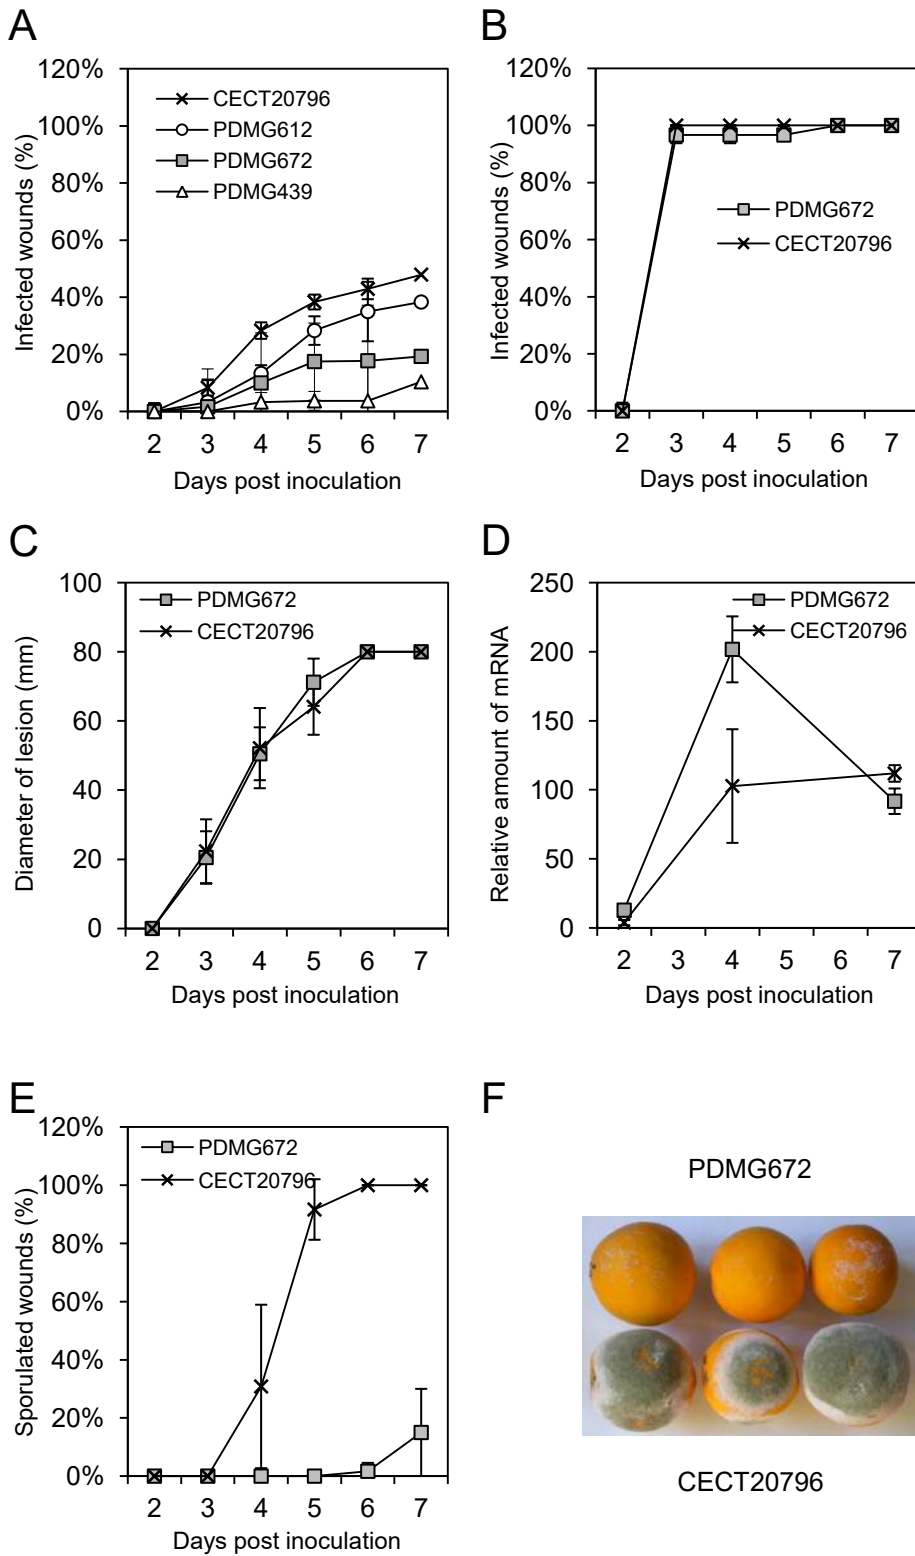 A
Infected wounds (%)
120%
100%
80%
60%
40%
20%
0%
CECT20796
PDMG612
PDMG672
PDMG439
2 3 4 5 6 7
Days post inoculation
B
Infected wounds (%)
120%
100%
80%
60%
40%
20%
0%
PDMG672
CECT20796
2 3 4 5 6 7
Days post inoculation
C
Diameter of lesion (mm)
100
80
60
40
20
0
PDMG672
CECT20796
2 3 4 5 6 7
Days post inoculation
D
Relative amount of mRNA
250
200
150
100
50
0
PDMG672
CECT20796
2 3 4 5 6 7
Days post inoculation
E
Sporulated wounds (%)
120%
100%
80%
60%
40%
20%
0%
PDMG672
CECT20796
2 3 4 5 6 7
Days post inoculation
F
PDMG672
CECT20796